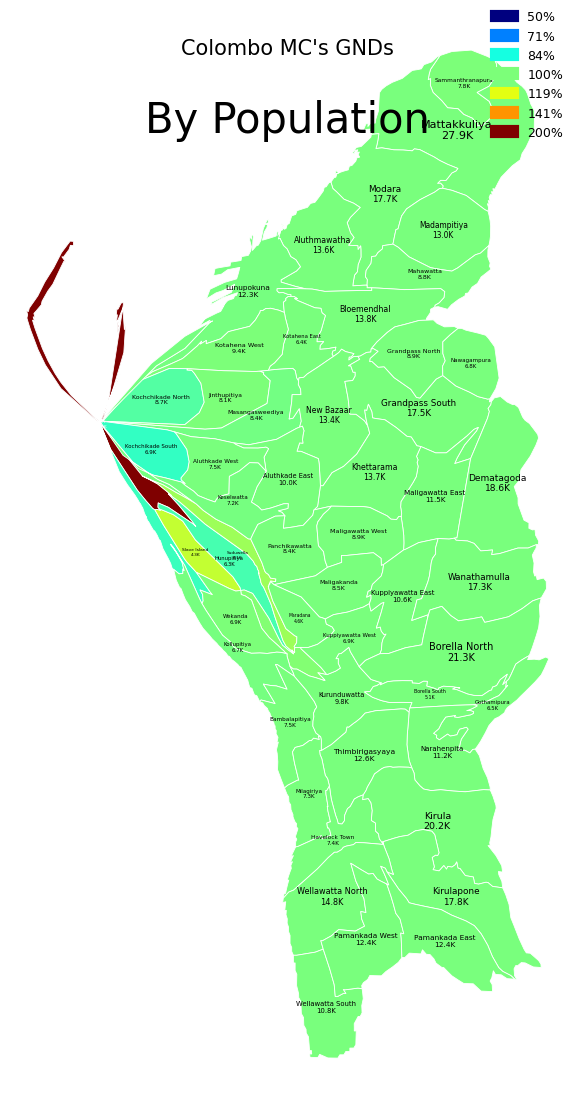 Colombo MC's GNDs
By Population
50%
71%
84%
100%
119%
141%
200%
Sammanthranapura
7.8K
Mattakkuliya
27.9K
Modara
17.7K
Madampitiya
13.0K
Aluthmawatha
13.6K
Mahawatta
8.8K
Lunupokuna
12.3K
Bloemendhal
13.8K
Kotahena East
6.4K
Kotahena West
9.4K
Grandpass North
8.9K
Nawagampura
6.8K
Kochchikade North
8.7K
Jinthupitiya
8.1K
Masangasweediya
8.4K
New Bazaar
13.4K
Grandpass South
17.5K
Kochchikade South
6.9K
Aluthkade West
7.5K
Aluthkade East
10.0K
Khettarama
13.7K
Dematagoda
18.6K
Keselwatta
7.2K
Maligawatta East
11.5K
Maligawatta West
8.9K
Panchikawatta
8.4K
Slave Island
4.3K
Suduwella
Hunupitiya
6.3K
Maligakanda
8.5K
Kuppiyawatta East
10.6K
Wanathamulla
17.3K
Wekanda
6.9K
Maradana
4.6K
Kuppiyawatta West
6.9K
Kollupitiya
6.7K
Borella North
21.3K
Kurunduwatta
9.8K
Borella South
5.1K
Gothamipura
6.5K
Bambalapitiya
7.5K
Thimbirigasyaya
12.6K
Narahenpita
11.2K
Milagiriya
7.3K
Kirula
20.2K
Havelock Town
7.4K
Wellawatta North
14.8K
Kirulapone
17.8K
Pamankada West
12.4K
Pamankada East
12.4K
Wellawatta South
10.8K